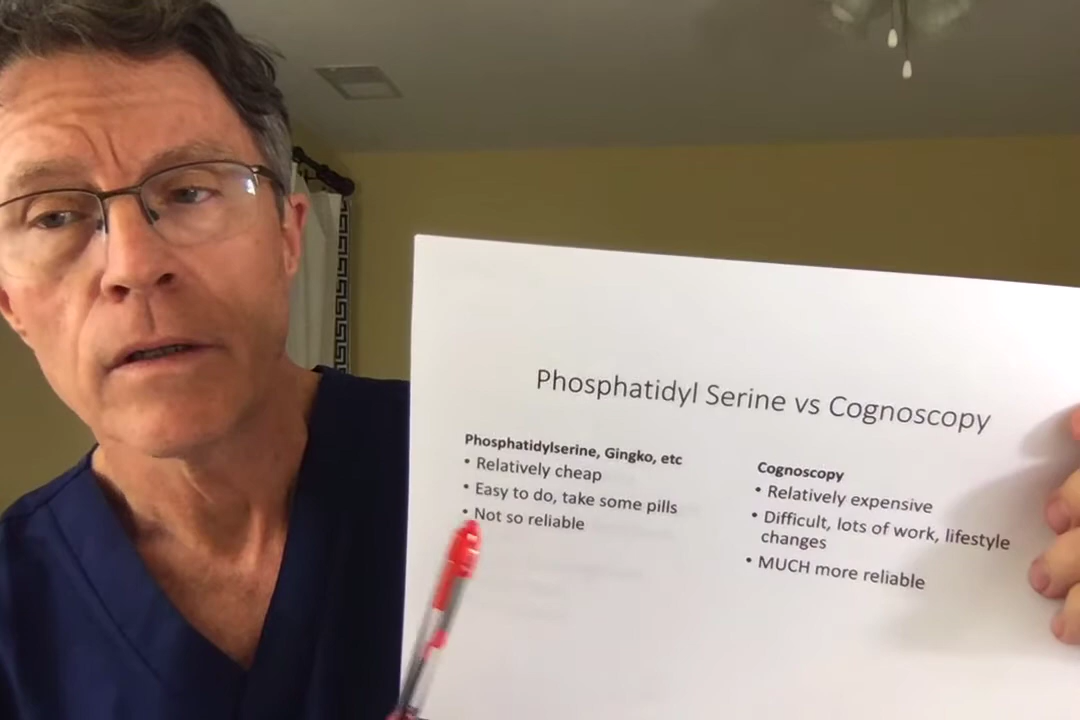 Phosphatidyl Serine vs Cognoscopy
Phosphatidylserine, Gingko, etc
• Relatively cheap
• Easy to do, take some pills
• Not so reliable
Cognoscopy
• Relatively expensive
• Difficult, lots of work, lifestyle
changes
• MUCH more reliable